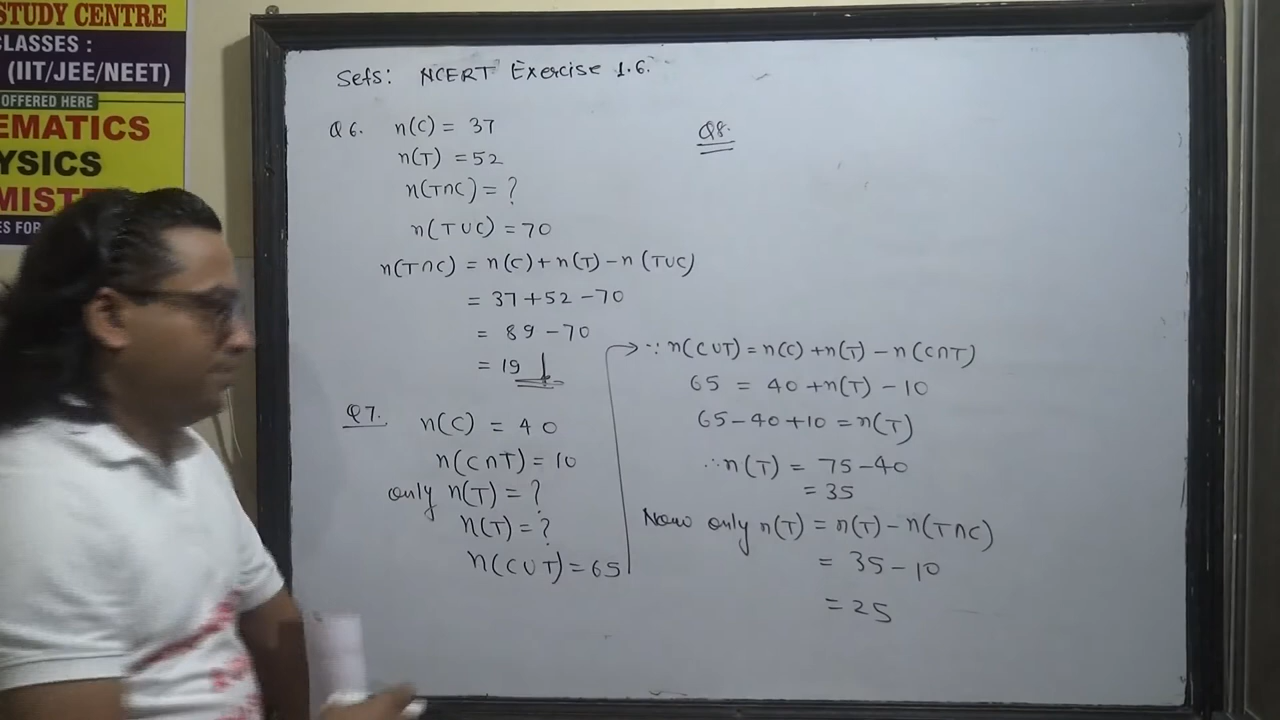 STUDY CENTRE
CLASSES :
(IIT/JEE/NEET)
OFFERED HERE
EMATICS
YSICS
MIST
ES FOR
Sets: NCERT Exercise 1.6.
Q6. n(C) = 37
n(T) = 52
n(T∩C) = ?
n(T∪C) = 70
n(T∩C) = n(C)+n(T)-n(T∪C)
= 37+52-70
= 89-70
= 19
Q7. n(C) = 40
n(C∩T) = 10
only n(T) = ?
n(T) = ?
n(C∪T) = 65
Q8.
∵ n(C∪T) = n(C)+n(T)-n(C∩T)
65 = 40+n(T)-10
65-40+10 = n(T)
∴ n(T) = 75-40
= 35
Now only n(T) = n(T)-n(T∩C)
= 35-10
= 25